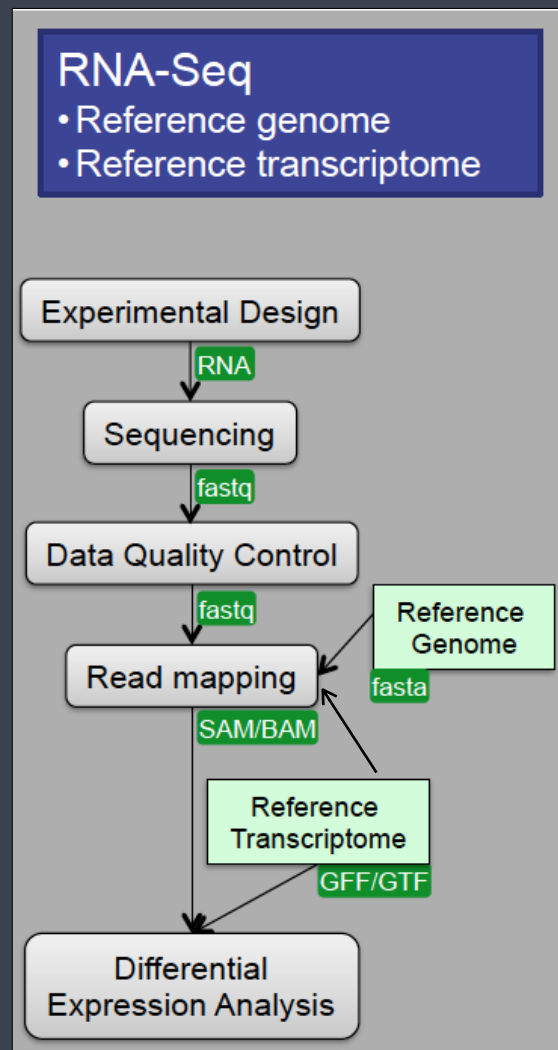 RNA-Seq
• Reference genome
• Reference transcriptome
Experimental Design
RNA
Sequencing
fastq
Data Quality Control
fastq
Reference
Genome
fasta
Read mapping
SAM/BAM
Reference
Transcriptome
GFF/GTF
Differential
Expression Analysis